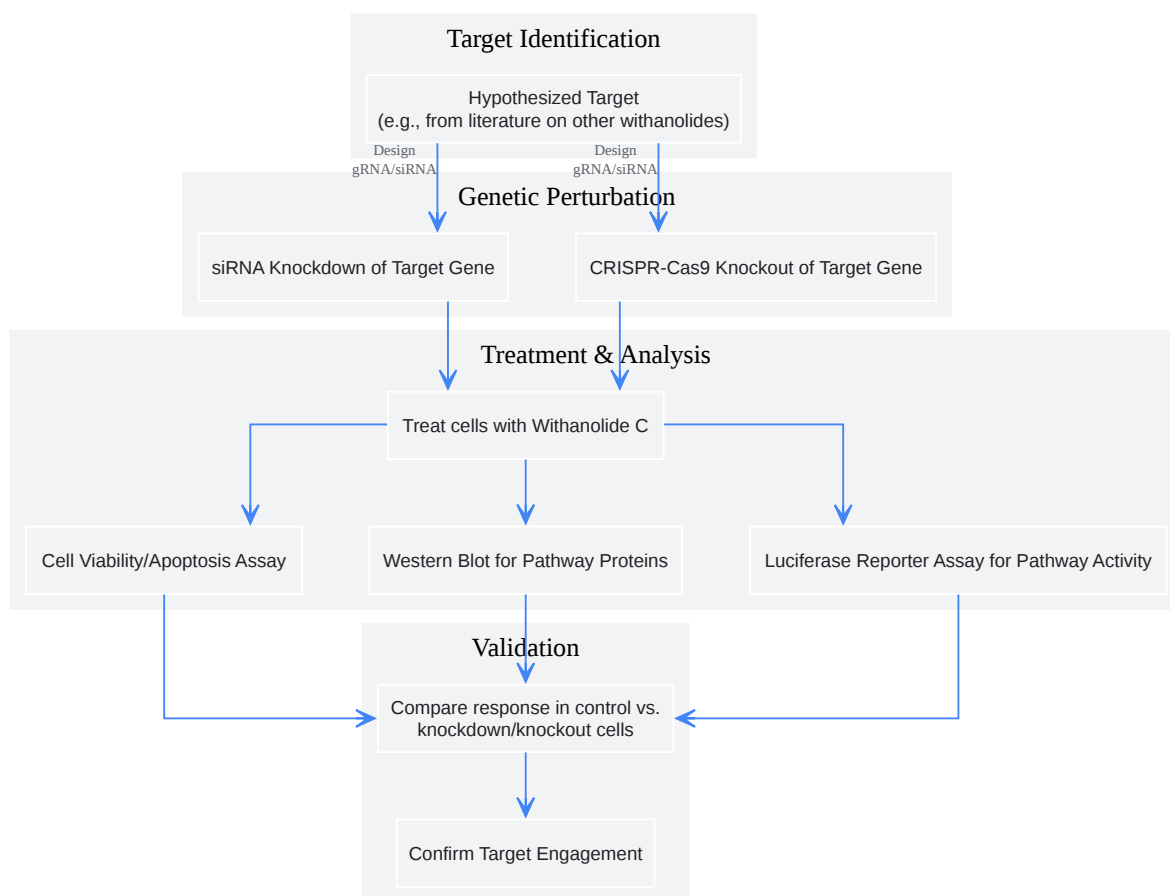 Target Identification
Hypothesized Target
(e.g., from literature on other withanolides)
Design
gRNA/siRNA
Design
gRNA/siRNA
Genetic Perturbation
siRNA Knockdown of Target Gene
CRISPR-Cas9 Knockout of Target Gene
Treatment & Analysis
Treat cells with Withanolide C
Cell Viability/Apoptosis Assay
Western Blot for Pathway Proteins
Luciferase Reporter Assay for Pathway Activity
Validation
Compare response in control vs.
knockdown/knockout cells
Confirm Target Engagement